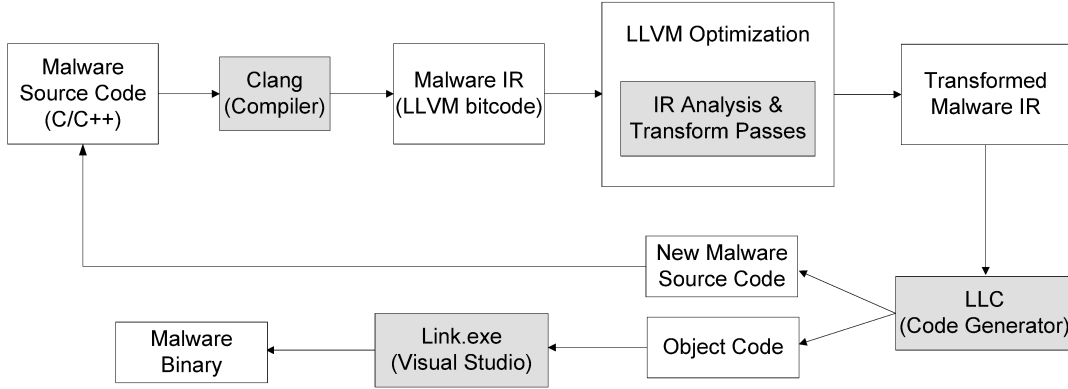 Malware
Source Code
(C/C++)
Clang
(Compiler)
Malware IR
(LLVM bitcode)
LLVM Optimization
IR Analysis &
Transform Passes
Transformed
Malware IR
New Malware
Source Code
LLC
(Code Generator)
Malware
Binary
Link.exe
(Visual Studio)
Object Code